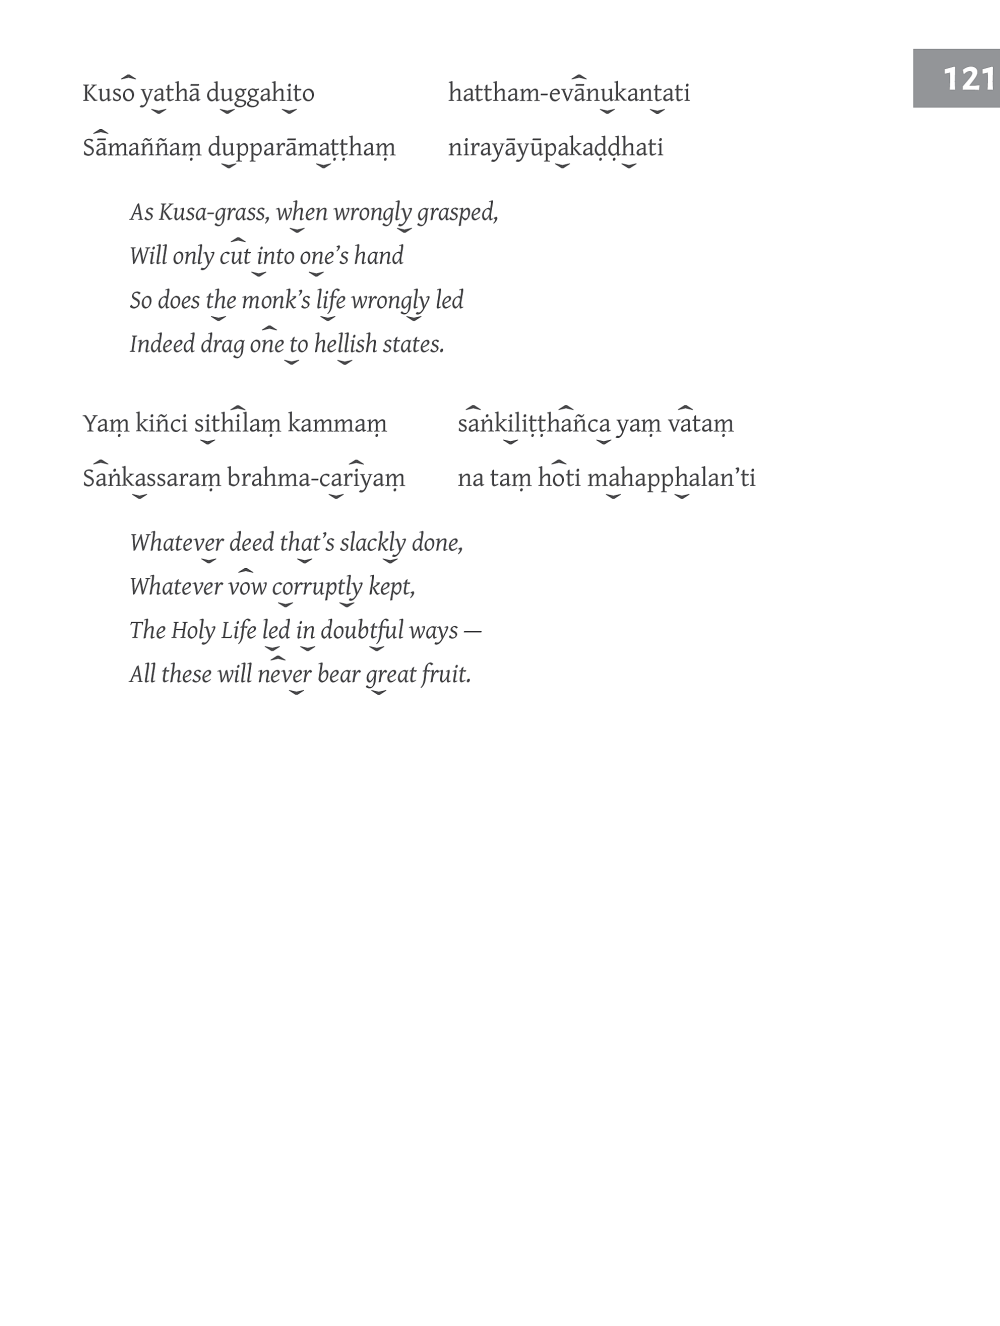 121
Kuso yathā duggahito hattham-evānukantati
Sāmaññaṃ dupparāmaṭṭhaṃ nirayāyūpakaḍḍhati
As Kusa-grass, when wrongly grasped,
Will only cut into one’s hand
So does the monk’s life wrongly led
Indeed drag one to hellish states.
Yaṃ kiñci sithilaṃ kammaṃ saṅkiliṭṭhañca yaṃ vataṃ
Saṅkassaraṃ brahma-cariyaṃ na taṃ hoti mahapphalan’ti
Whatever deed that’s slackly done,
Whatever vow corruptly kept,
The Holy Life led in doubtful ways —
All these will never bear great fruit.